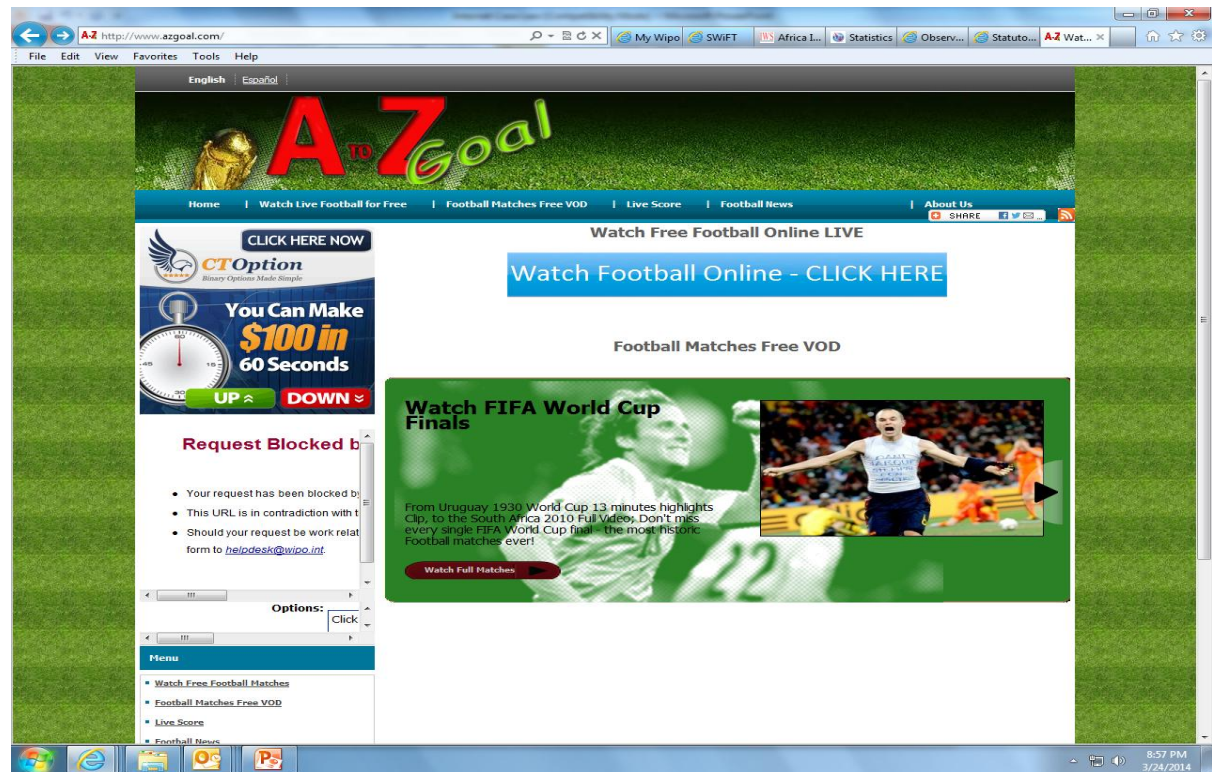 A-Z http://www.azgoal.com/
My Wipo
SWiFT
Africa I...
Statistics
Observ...
Statuto...
A-Z Wat...
File Edit View Favorites Tools Help
English Español
A TO Z Goal
Home | Watch Live Football for Free | Football Matches Free VOD | Live Score | Football News | About Us
SHARE
CLICK HERE NOW
CTOption
Binary Options Made Simple
You Can Make
$100 in
60 Seconds
UP DOWN
Request Blocked b
• Your request has been blocked by
• This URL is in contradiction with t
• Should your request be work relat
form to helpdesk@wipo.int.
Options:
Click
Menu
Watch Free Football Matches
Football Matches Free VOD
Live Score
Football News
Watch Free Football Online LIVE
Watch Football Online - CLICK HERE
Football Matches Free VOD
Watch FIFA World Cup
Finals
From Uruguay 1930 World Cup 13 minutes highlights
Clip, to the South Africa 2010 Full Video; Don't miss
every single FIFA World Cup final - the most historic
Football matches ever!
Watch Full Matches
8:57 PM
3/24/2014